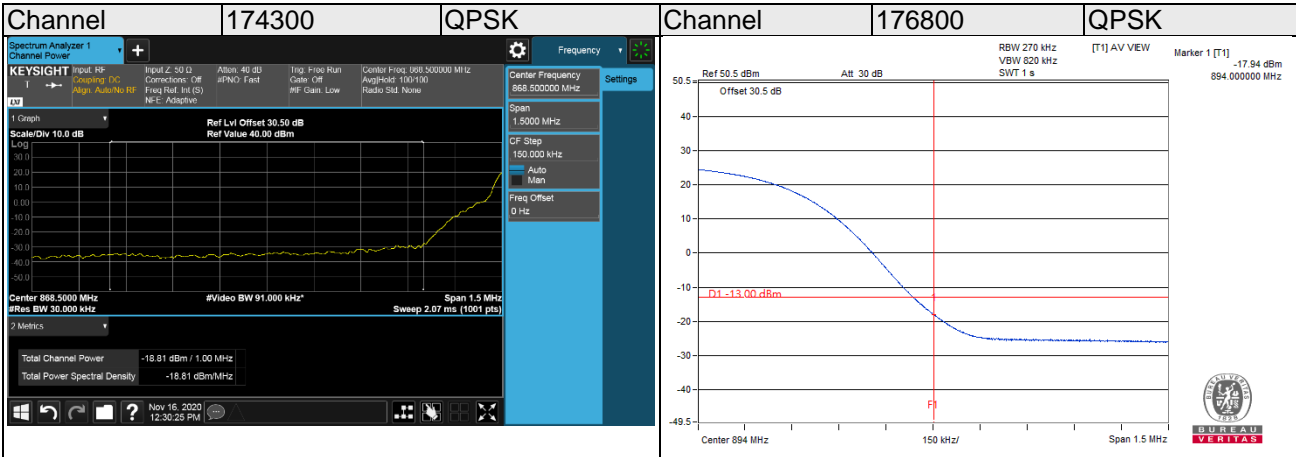 Channel 174300 QPSK
Spectrum Analyzer 1
Channel Power
+
Frequency
KEYSIGHT Input: RF Input Z: 50 Ω Atten: 40 dB Trig: Free Run Center Freq: 868.500000 MHz
Coupling: DC Corrections: Off #PNO: Fast Gate: Off Avg|Hold: 100/100
Align: Auto/No RF Freq Ref: Int (S) #IF Gain: Low Radio Std: None
NFE: Adaptive
LXI
Center Frequency
868.500000 MHz
Settings
Span
1.5000 MHz
CF Step
150.000 kHz
Auto
Man
Freq Offset
0 Hz
1 Graph
Scale/Div 10.0 dB
Ref Lvl Offset 30.50 dB
Ref Value 40.00 dBm
Log
30.0
20.0
10.0
0.00
-10.0
-20.0
-30.0
-40.0
-50.0
Center 868.5000 MHz #Video BW 91.000 kHz* Span 1.5 MHz
#Res BW 30.000 kHz Sweep 2.07 ms (1001 pts)
2 Metrics
Total Channel Power -18.81 dBm / 1.00 MHz
Total Power Spectral Density -18.81 dBm/MHz
?
Nov 16, 2020
12:30:25 PM
Channel 176800 QPSK
RBW 270 kHz [T1] AV VIEW
VBW 820 kHz
Ref 50.5 dBm Att 30 dB SWT 1 s
Marker 1 [T1]
-17.94 dBm
894.000000 MHz
50.5
Offset 30.5 dB
40
30
20
10
0
-10
D1 -13.00 dBm
-20
-30
-40
F1
-49.5
Center 894 MHz 150 kHz/ Span 1.5 MHz
BUREAU VERITAS
1828
BUREAU
VERITAS